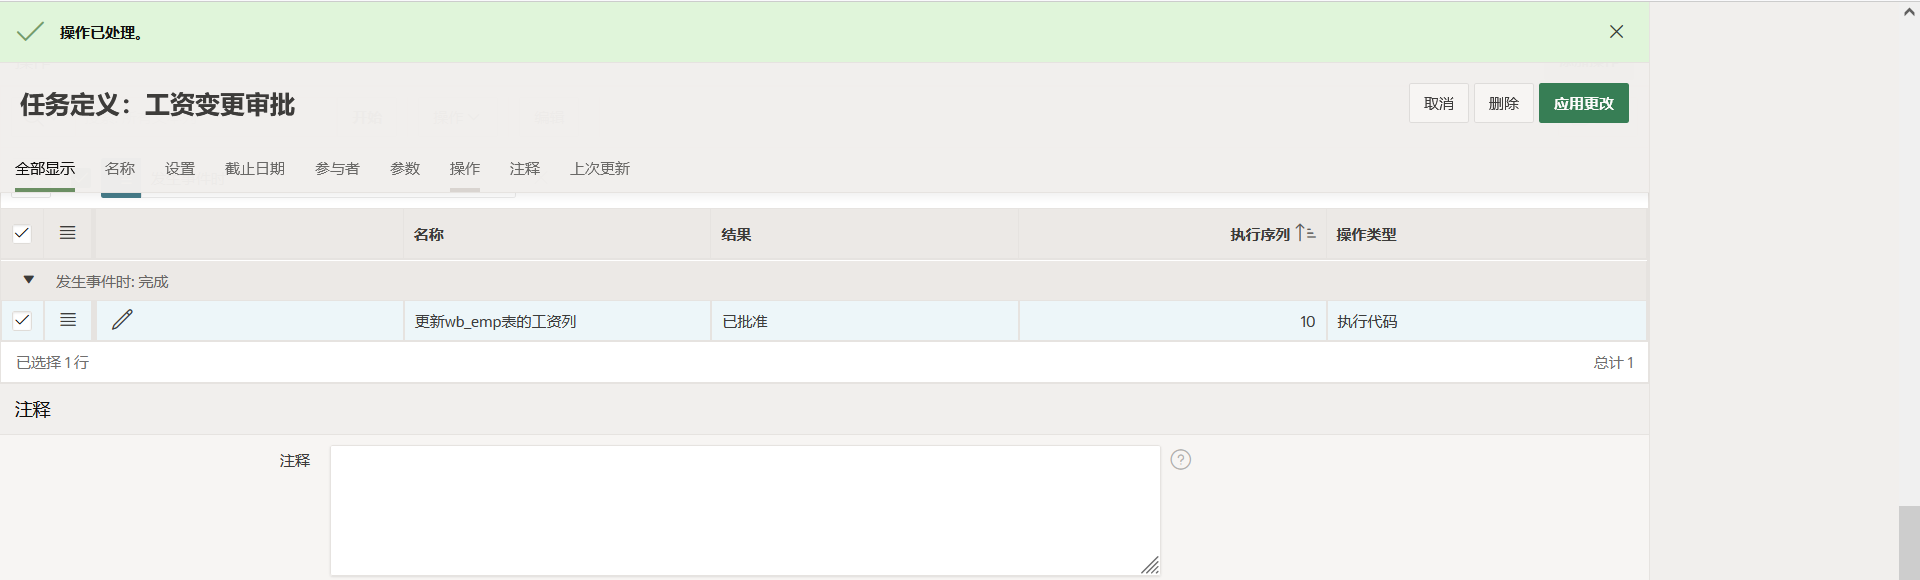 操作已处理。
任务定义：工资变更审批
取消 删除 应用更改
全部显示 名称 设置 截止日期 参与者 参数 操作 注释 上次更新
名称 结果 执行序列 操作类型
发生事件时: 完成
更新wb_emp表的工资列 已批准 10 执行代码
已选择 1 行 总计 1
注释
注释